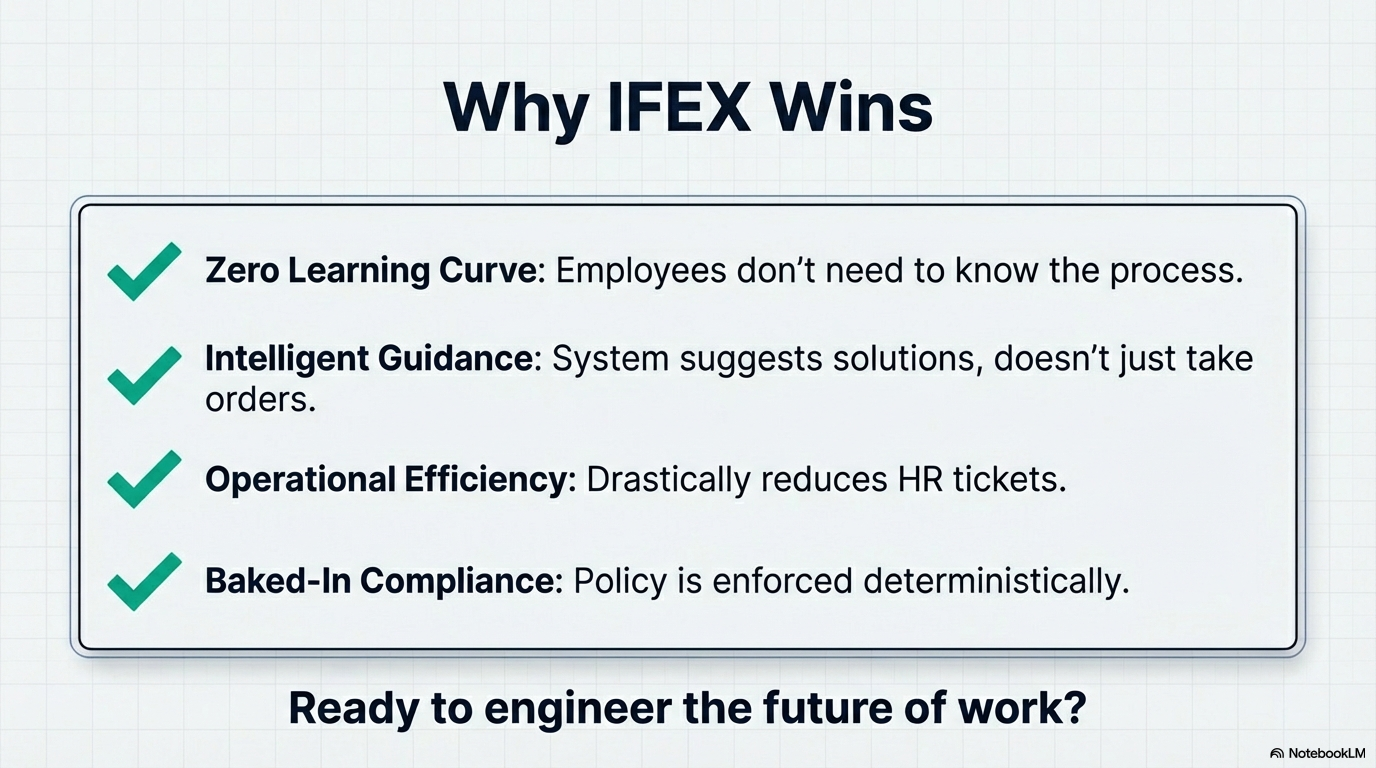 Why IFEX Wins
Zero Learning Curve: Employees don’t need to know the process.
Intelligent Guidance: System suggests solutions, doesn’t just take
orders.
Operational Efficiency: Drastically reduces HR tickets.
Baked-In Compliance: Policy is enforced deterministically.
Ready to engineer the future of work?
NotebookLM